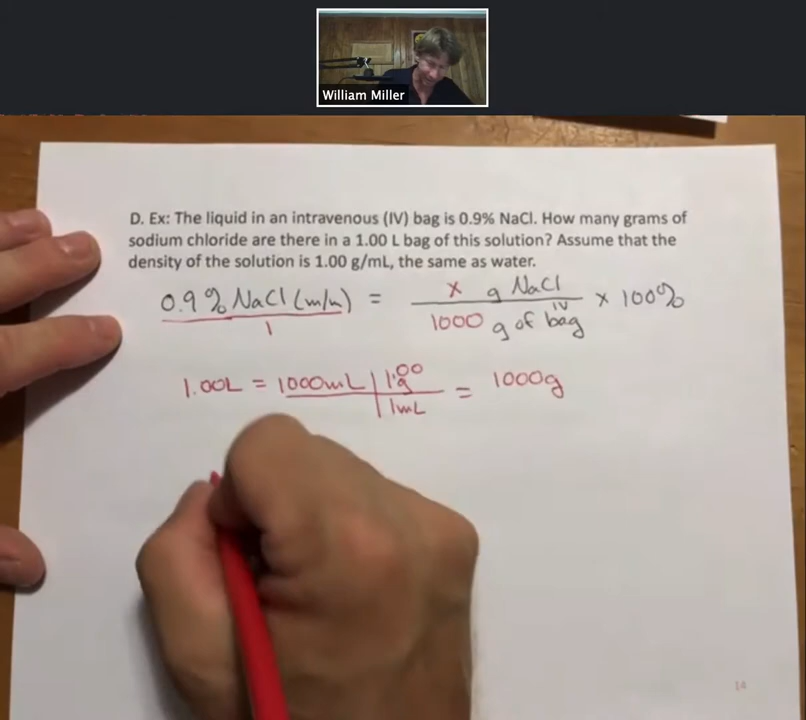 William Miller
D. Ex: The liquid in an intravenous (IV) bag is 0.9% NaCl. How many grams of
sodium chloride are there in a 1.00 L bag of this solution? Assume that the
density of the solution is 1.00 g/mL, the same as water.
0.9% NaCl (m/m) = x g NaCl × 100%
1 1000 g of IV bag
1.00L = 1000mL | 1.00 g = 1000g
1mL
14